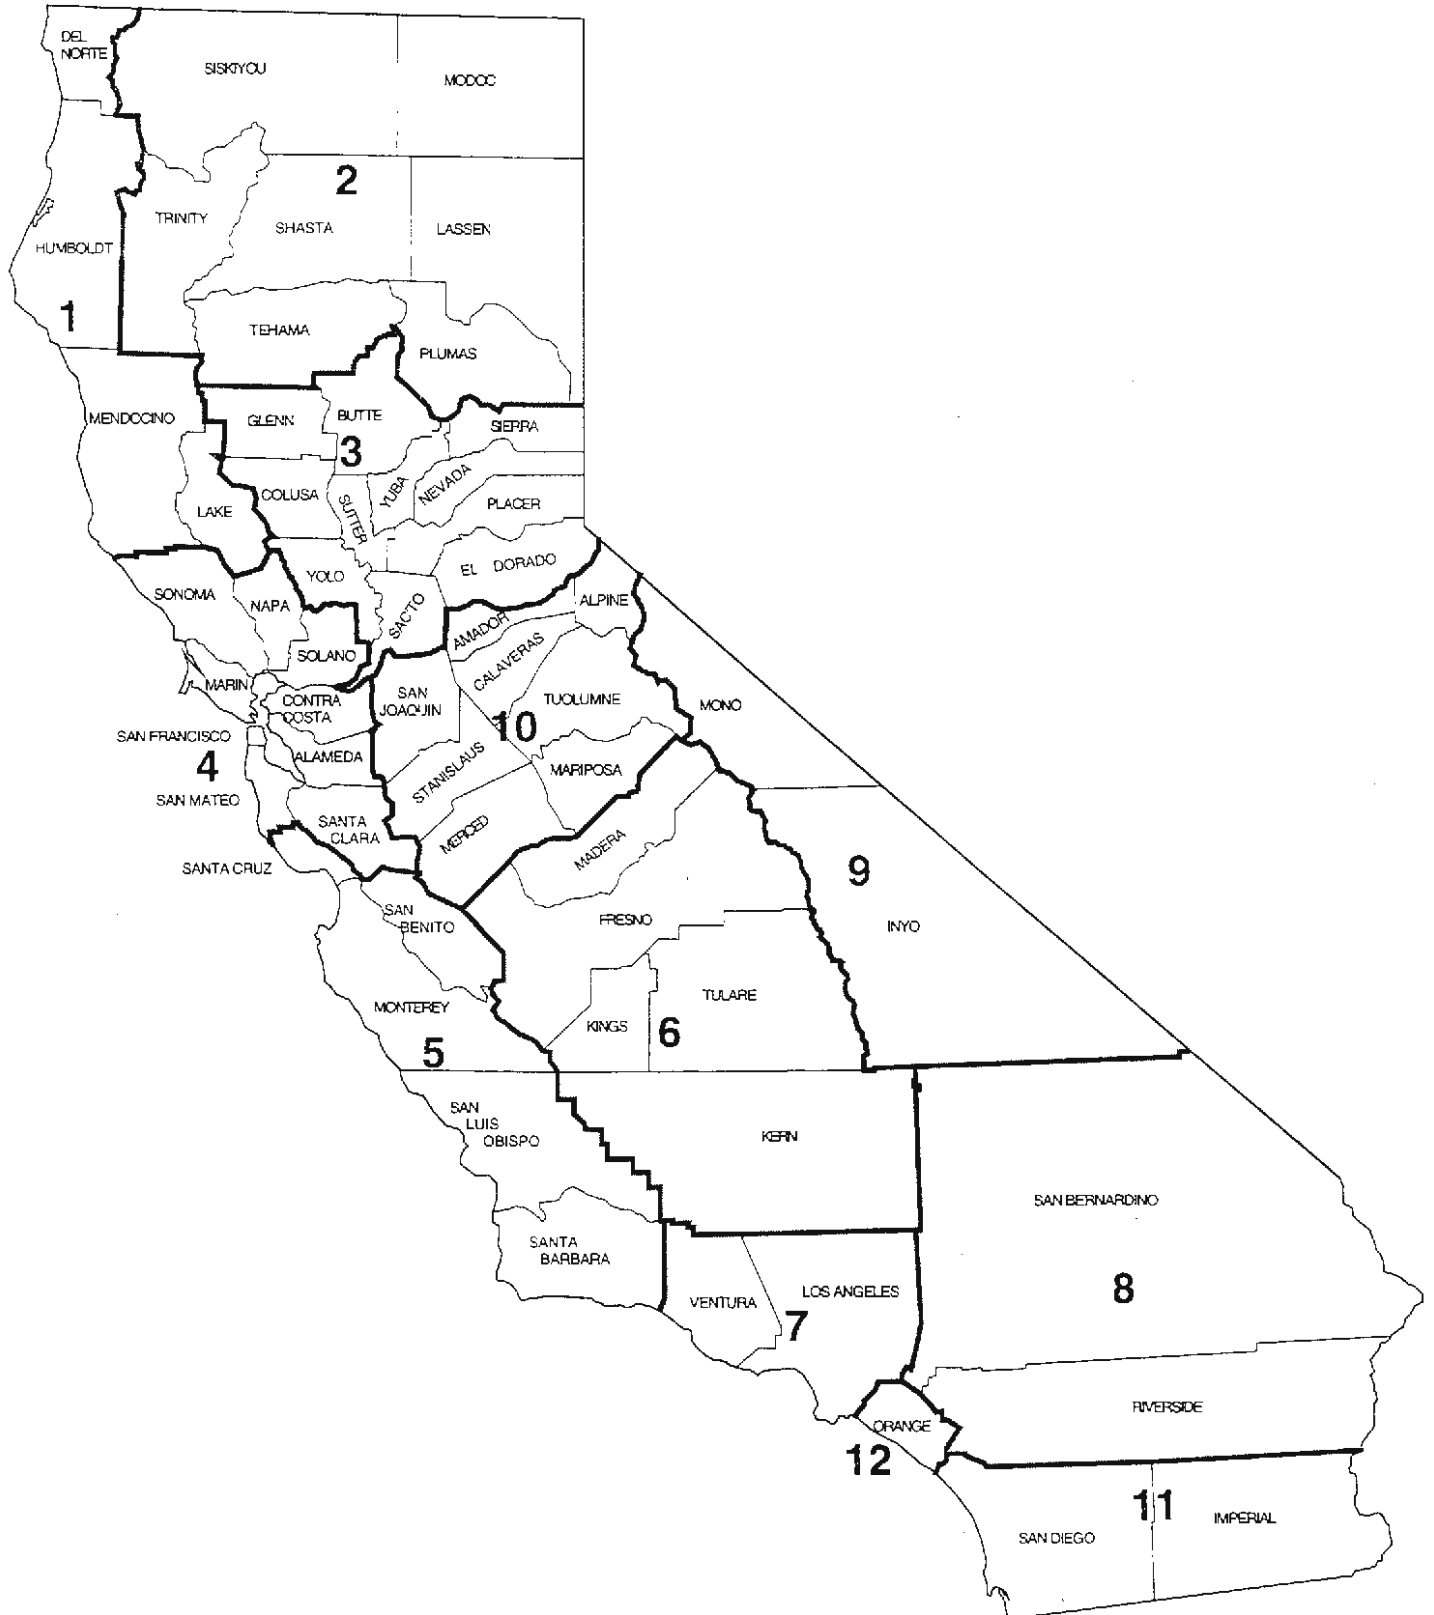 DEL
NORTE
SISKIYOU
MODOC
2
TRINITY
SHASTA
LASSEN
HUMBOLDT
1
TEHAMA
PLUMAS
MENDOCINO
GLENN
BUTTE
SIERRA
3
COLUSA
SUTTER
YUBA
NEVADA
PLACER
LAKE
YOLO
EL DORADO
SONOMA
NAPA
SACTO
AMADOR
ALPINE
SOLANO
CALAVERAS
MARIN
CONTRA
COSTA
SAN
JOAQUIN
TUOLUMNE
MONO
10
SAN FRANCISCO
ALAMEDA
4
STANISLAUS
MARIPOSA
SAN MATEO
SANTA
CLARA
MERCED
MADERA
SANTA CRUZ
9
SAN
BENITO
FRESNO
INYO
MONTEREY
TULARE
KINGS
6
5
SAN
LUIS
OBISPO
KERN
SAN BERNARDINO
SANTA
BARBARA
8
VENTURA
LOS ANGELES
7
RIVERSIDE
ORANGE
12
11
SAN DIEGO
IMPERIAL